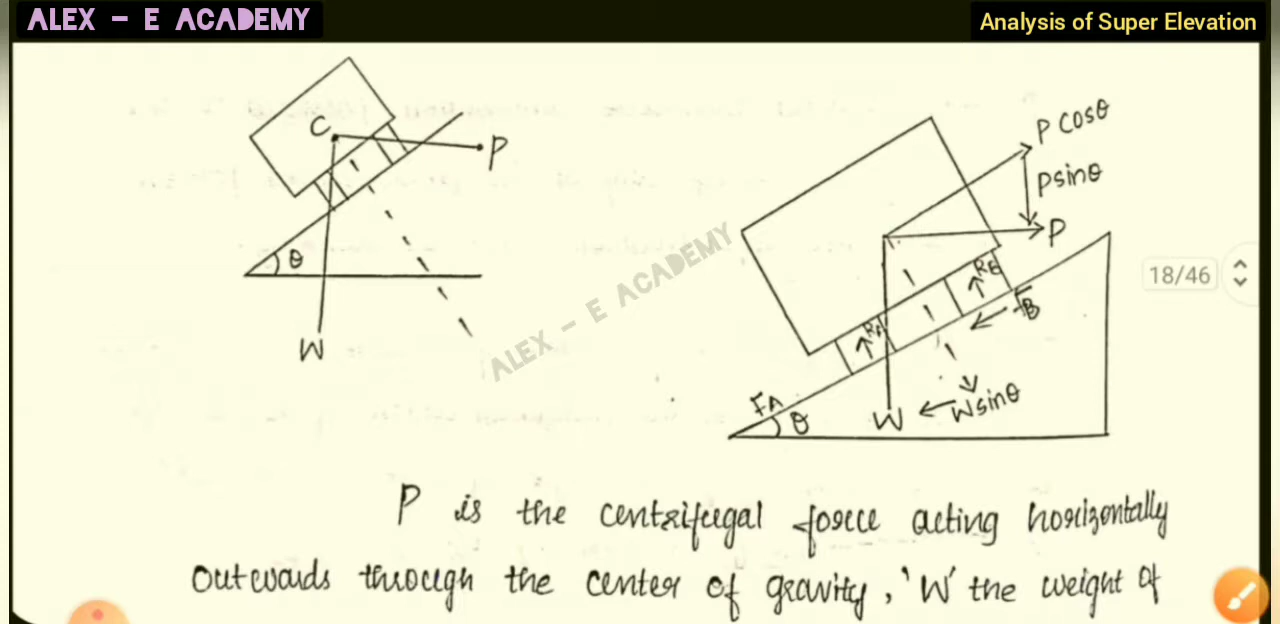 ALEX - E ACADEMY
Analysis of Super Elevation
C
P
θ
W
P cosθ
Psinθ
P
RB
FB
RA
FA
θ
W
Wsinθ
ALEX - E ACADEMY
18/46
P is the centrifugal force acting horizontally
outwards through the center of gravity, 'W' the weight of